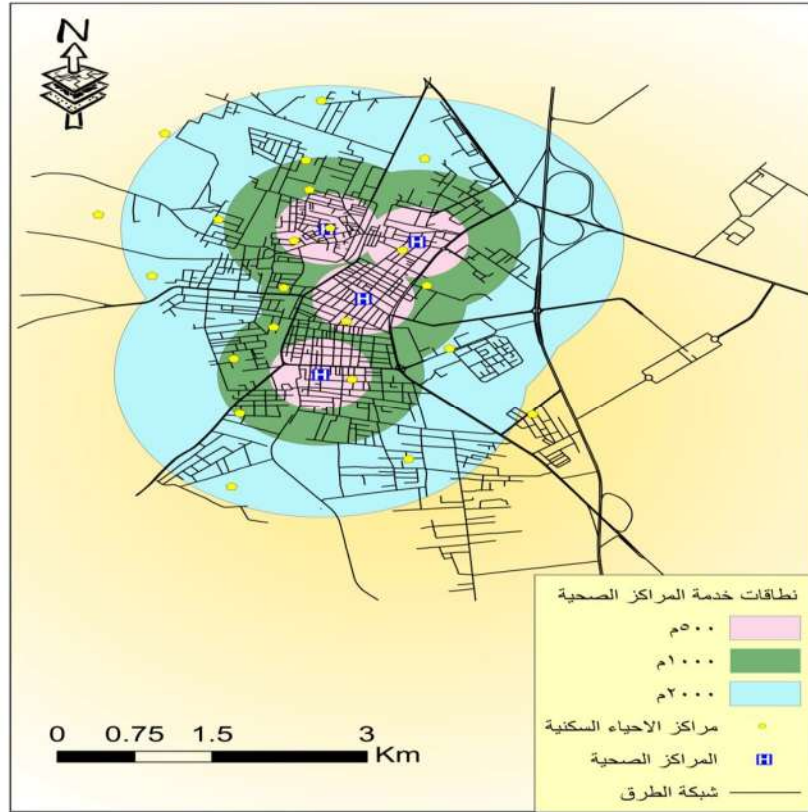 N
H
H
H
H
نطاقات خدمة المراكز الصحية
٥٠٠م
١٠٠٠م
٢٠٠٠م
مراكز الاحياء السكنية
H المراكز الصحية
شبكة الطرق
0 0.75 1.5 3
Km